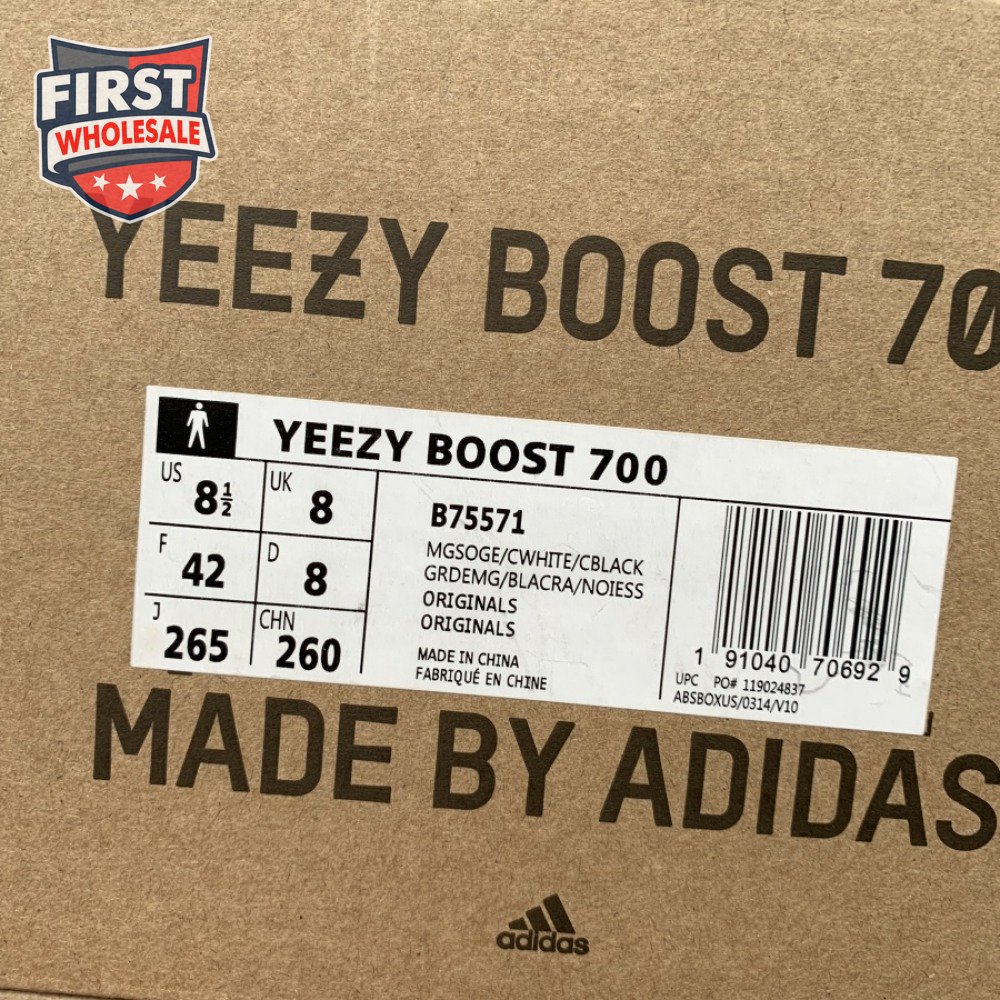 FIRST
WHOLESALE
YEEZY BOOST 70
YEEZY BOOST 700
US 8½ UK 8
F 42 D 8
J 265 CHN 260
B75571
MGSOGE/CWHITE/CBLACK
GRDEMG/BLACRA/NOIESS
ORIGINALS
ORIGINALS
MADE IN CHINA
FABRIQUÉ EN CHINE
1 91040 70692 9
UPC PO# 119024837
ABSBOXUS/0314/V10
MADE BY ADIDAS
adidas